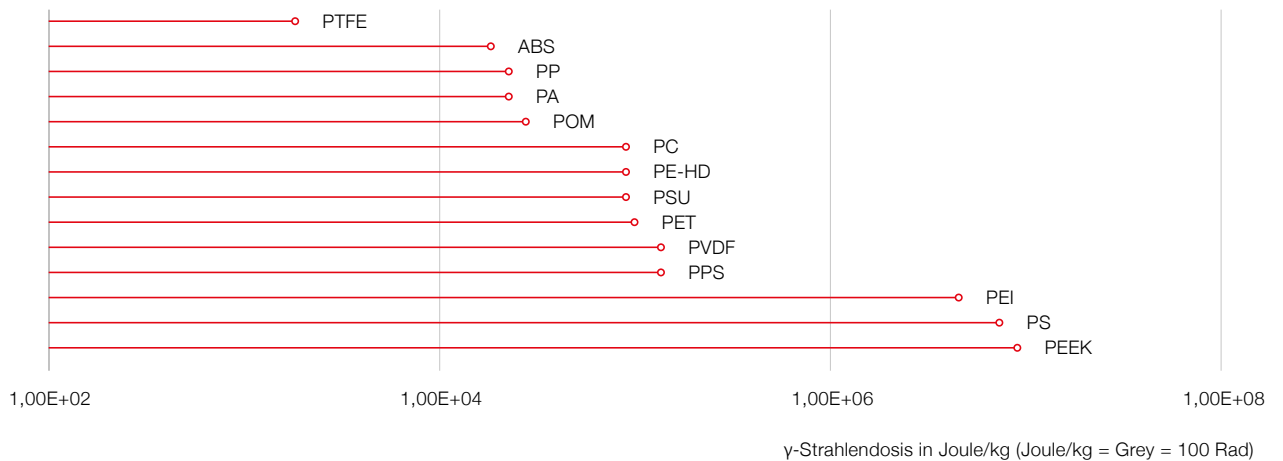 PTFE
ABS
PP
PA
POM
PC
PE-HD
PSU
PET
PVDF
PPS
PEI
PS
PEEK
1,00E+02 1,00E+04 1,00E+06 1,00E+08
γ-Strahlendosis in Joule/kg (Joule/kg = Grey = 100 Rad)